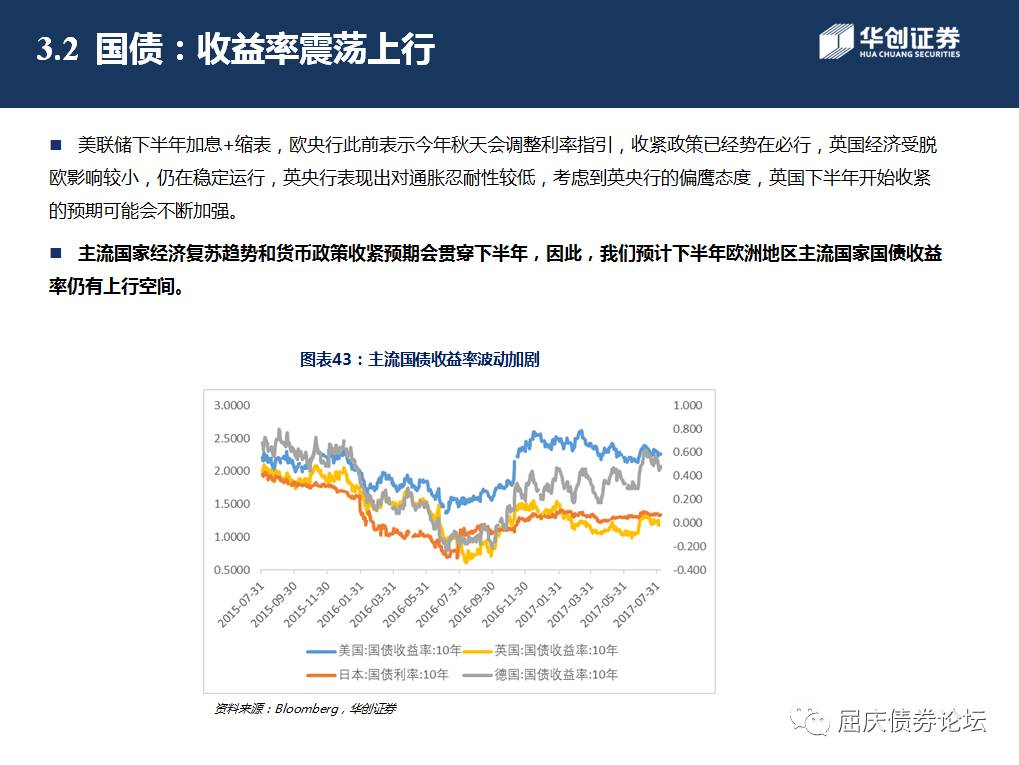 3.2 国债：收益率震荡上行
华创证券
HUA CHUANG SECURITIES
■ 美联储下半年加息+缩表，欧央行此前表示今年秋天会调整利率指引，收紧政策已经势在必行，英国经济受脱
欧影响较小，仍在稳定运行，英央行表现出对通胀忍耐性较低，考虑到英央行的偏鹰态度，英国下半年开始收紧
的预期可能会不断加强。
■ 主流国家经济复苏趋势和货币政策收紧预期会贯穿下半年，因此，我们预计下半年欧洲地区主流国家国债收益
率仍有上行空间。
图表43：主流国债收益率波动加剧
3.0000 1.000
0.800
2.5000 0.600
2.0000 0.400
1.5000 0.200
0.000
1.0000 -0.200
0.5000 -0.400
2015-07-31 2015-09-30 2015-11-30 2016-01-31 2016-03-31 2016-05-31 2016-07-31 2016-09-30 2016-11-30 2017-01-31 2017-03-31 2017-05-31 2017-07-31
美国:国债收益率:10年 英国:国债收益率:10年
日本:国债利率:10年 德国:国债收益率:10年
资料来源：Bloomberg，华创证券
屈庆债券论坛